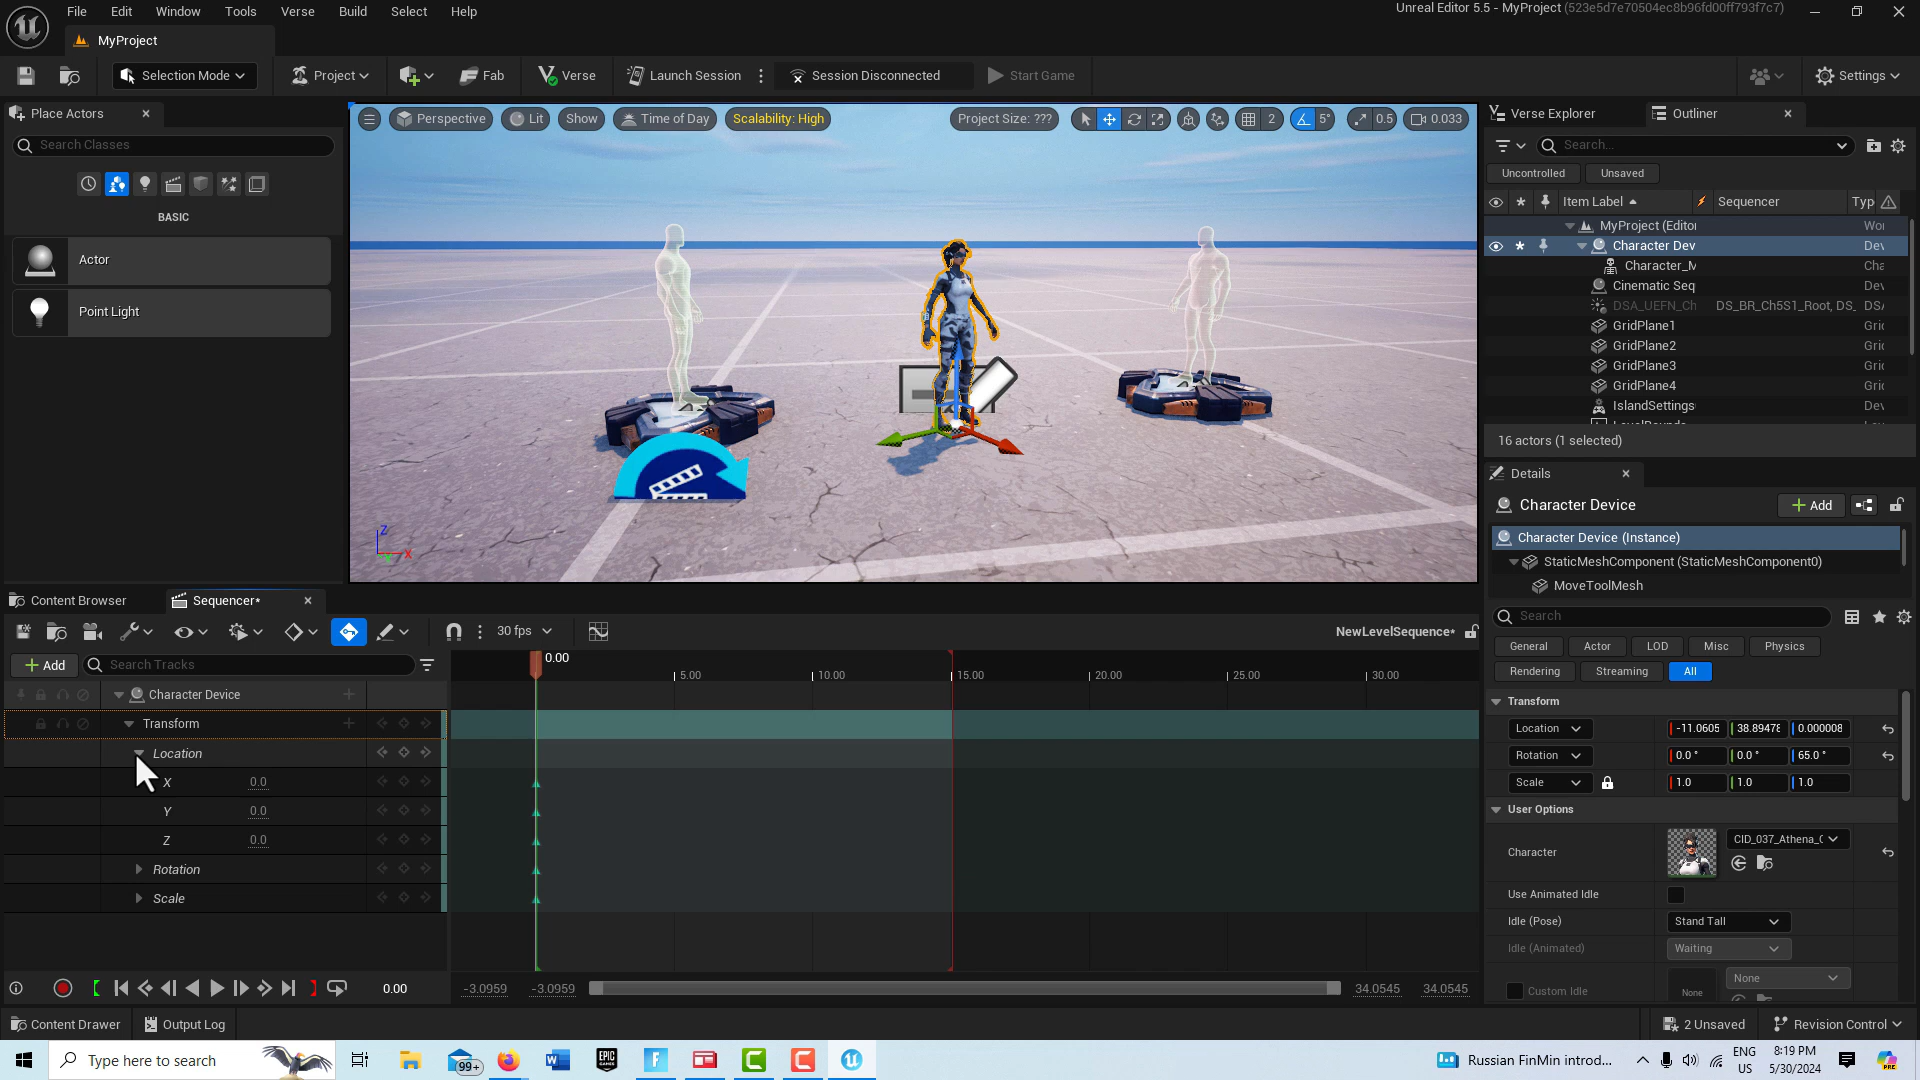 File Edit Window Tools Verse Build Select Help
Unreal Editor 5.5 - MyProject (523e5d7e70504ec8b96fd00ff793f7c7)
MyProject
Selection Mode
Project
Fab
Verse
Launch Session
Session Disconnected
Start Game
Settings
Place Actors
Search Classes
BASIC
Actor
Point Light
Perspective
Lit
Show
Time of Day
Scalability: High
Project Size: ???
2
5°
0.5
0.033
Z
X
Verse Explorer
Outliner
Search...
Uncontrolled
Unsaved
Item Label
Sequencer
Typ
MyProject (Editor Wor
Character Dev Dev
Character_M Cha
Cinematic Seq Dev
DSA_UEFN_Ch DS_BR_Ch5S1_Root, DS_ DSA
GridPlane1 Gric
GridPlane2 Gric
GridPlane3 Gric
GridPlane4 Gric
IslandSettings Dev
16 actors (1 selected)
Details
Character Device
Add
Character Device (Instance)
StaticMeshComponent (StaticMeshComponent0)
MoveToolMesh
Search
General
Actor
LOD
Misc
Physics
Rendering
Streaming
All
Transform
Location -11.0605 38.89478 0.000008
Rotation 0.0 ° 0.0 ° 65.0 °
Scale 1.0 1.0 1.0
User Options
Character CID_037_Athena_C
Use Animated Idle
Idle (Pose) Stand Tall
Idle (Animated) Waiting
Custom Idle None None
Content Browser
Sequencer*
30 fps
NewLevelSequence*
Add
Search Tracks
0.00
5.00 10.00 15.00 20.00 25.00 30.00
Character Device
Transform
Location
X 0.0
Y 0.0
Z 0.0
Rotation
Scale
0.00
-3.0959 -3.0959 34.0545 34.0545
Content Drawer
Output Log
2 Unsaved
Revision Control
Type here to search
99+
EPIC GAMES
Russian FinMin introd...
ENG US
8:19 PM
5/30/2024
PRE